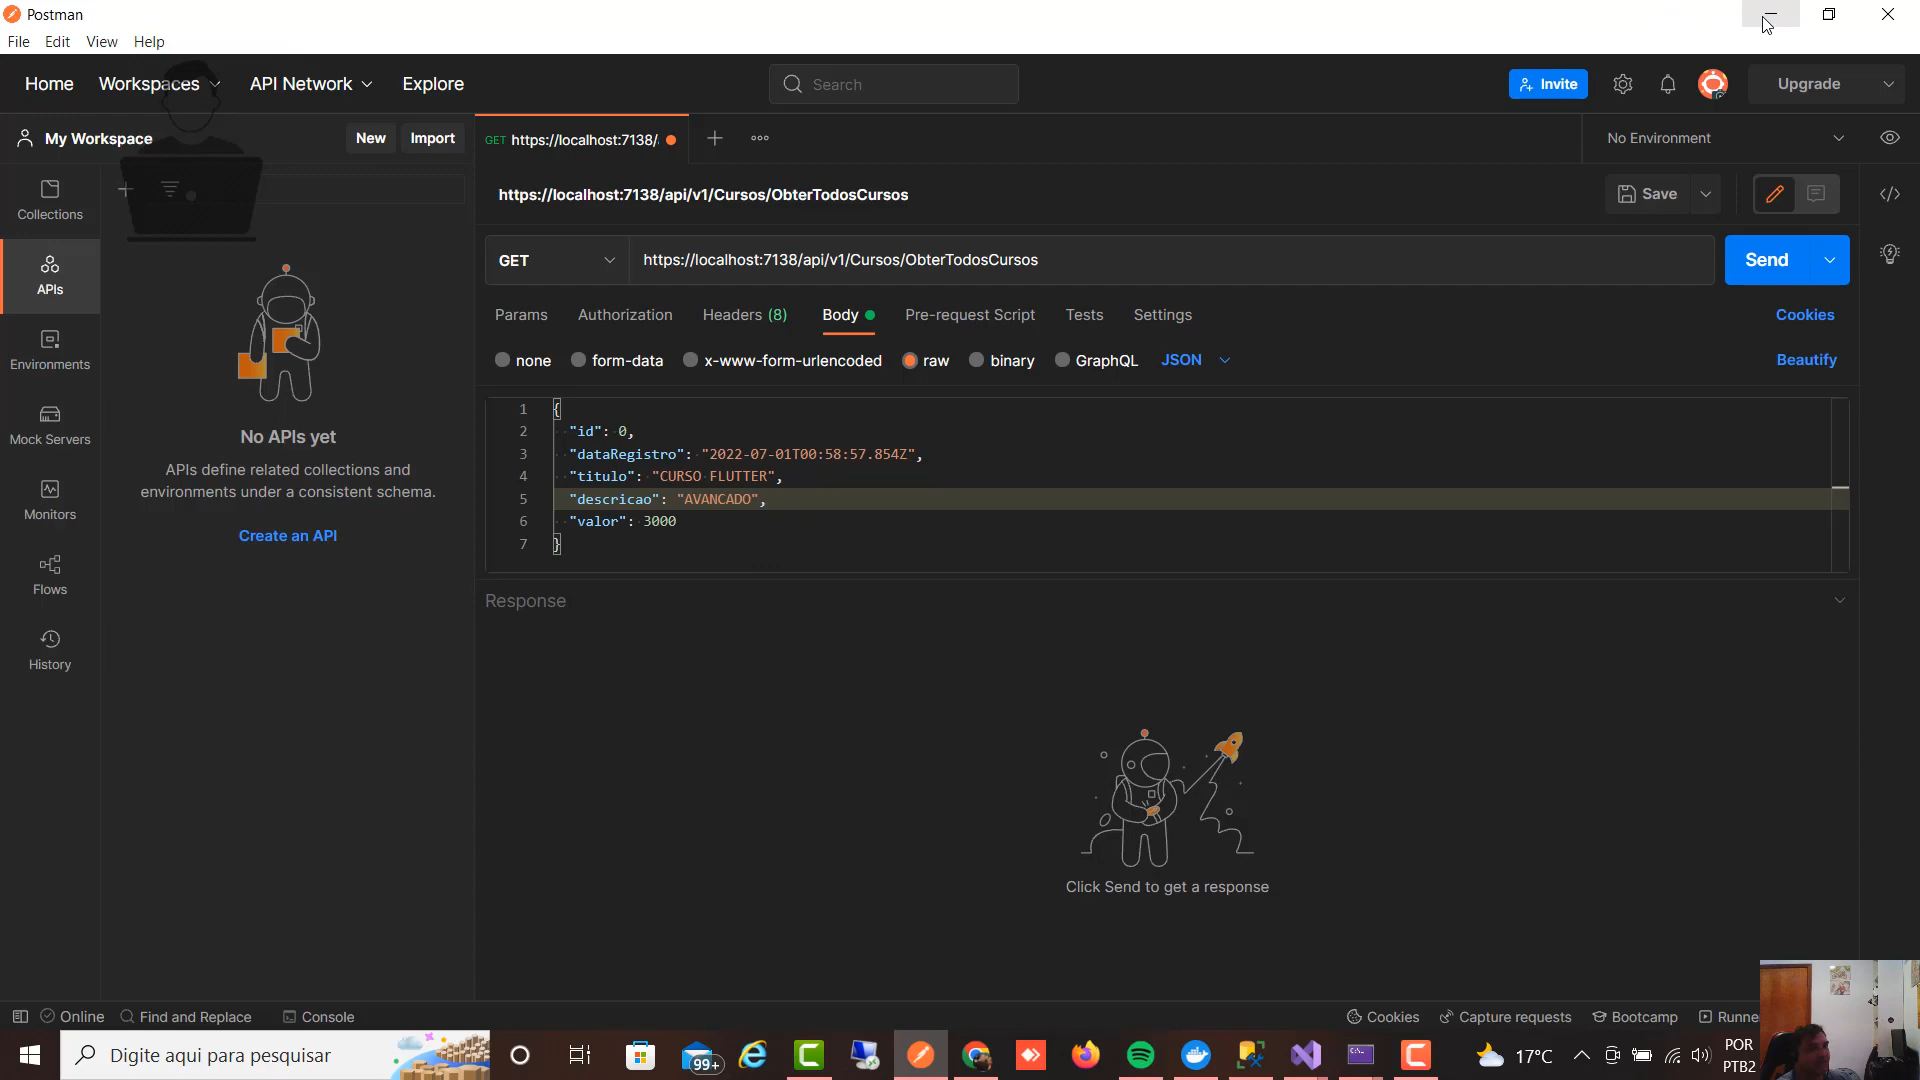 Postman
File Edit View Help
Home Workspaces API Network Explore
Search
Invite
Upgrade
My Workspace
New Import
GET https://localhost:7138/
No Environment
https://localhost:7138/api/v1/Cursos/ObterTodosCursos
Save
GET https://localhost:7138/api/v1/Cursos/ObterTodosCursos
Send
Params Authorization Headers (8) Body Pre-request Script Tests Settings
Cookies
none form-data x-www-form-urlencoded raw binary GraphQL JSON
Beautify
1 {
2 "id": 0,
3 "dataRegistro": "2022-07-01T00:58:57.854Z",
4 "titulo": "CURSO FLUTTER",
5 "descricao": "AVANCADO",
6 "valor": 3000
7 }
Response
Click Send to get a response
Collections
APIs
Environments
Mock Servers
Monitors
Flows
History
No APIs yet
APIs define related collections and
environments under a consistent schema.
Create an API
Online Find and Replace Console
Cookies Capture requests Bootcamp Runne
Digite aqui para pesquisar
99+
17°C
POR
PTB2